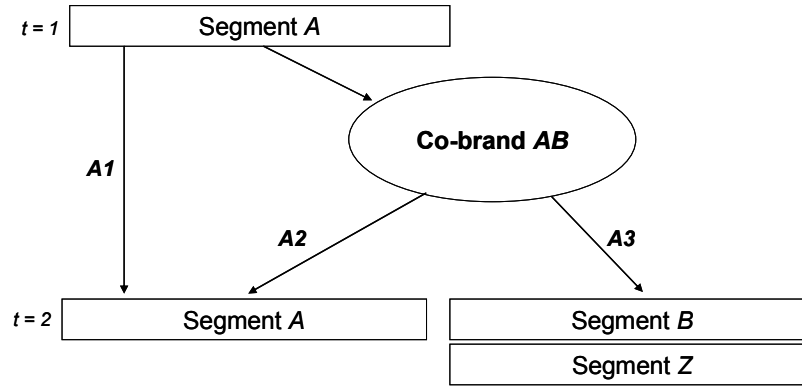 t = 1
Segment A
Co-brand AB
A1
A2
A3
t = 2
Segment A
Segment B
Segment Z